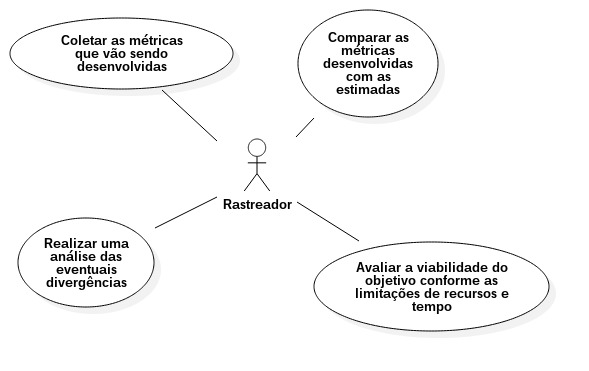 Coletar as métricas
que vão sendo
desenvolvidas
Comparar as
métricas
desenvolvidas
com as
estimadas
Rastreador
Realizar uma
análise das
eventuais
divergências
Avaliar a viabilidade do
objetivo conforme as
limitações de recursos e
tempo